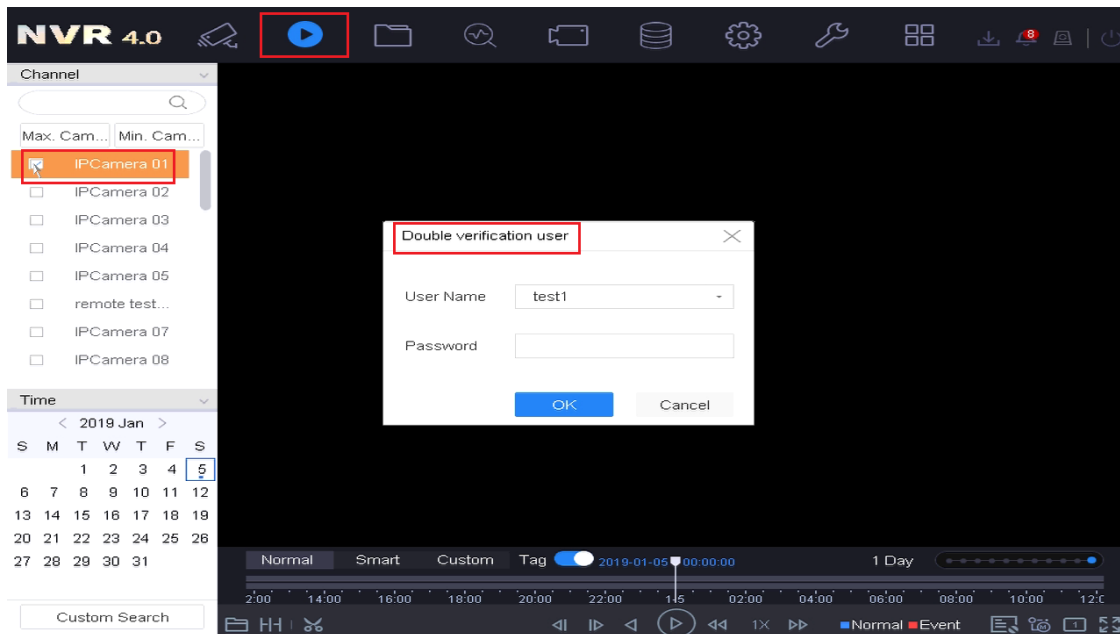 NVR 4.0
8
Channel
Max. Cam... Min. Cam...
IPCamera 01
IPCamera 02
IPCamera 03
IPCamera 04
IPCamera 05
remote test...
IPCamera 07
IPCamera 08
Double verification user
User Name test1
Password
OK Cancel
Time
< 2019 Jan >
S M T W T F S
1 2 3 4 5
6 7 8 9 10 11 12
13 14 15 16 17 18 19
20 21 22 23 24 25 26
27 28 29 30 31
Custom Search
Normal Smart Custom Tag 2019-01-05 00:00:00 1 Day
2:00 14:00 16:00 18:00 20:00 22:00 1-5 02:00 04:00 06:00 08:00 10:00 12:0
1X Normal Event 1